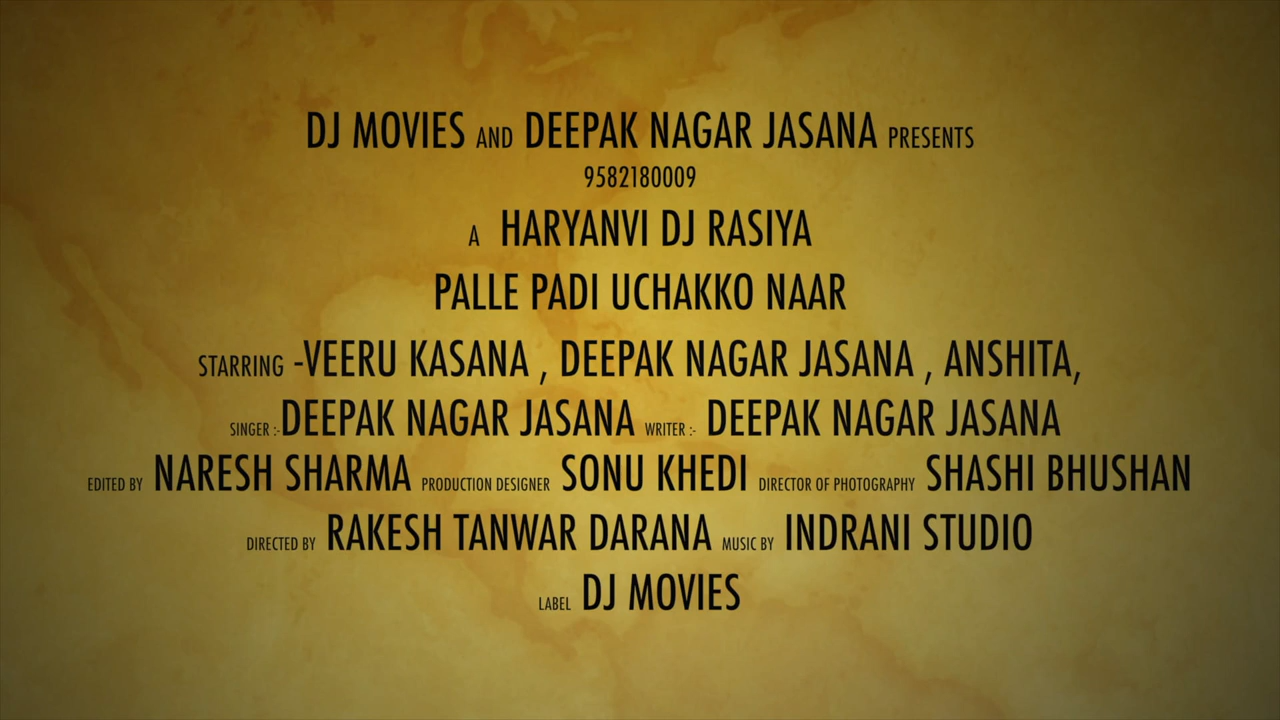 DJ MOVIES AND DEEPAK NAGAR JASANA PRESENTS
9582180009
A HARYANVI DJ RASIYA
PALLE PADI UCHAKKO NAAR
STARRING -VEERU KASANA , DEEPAK NAGAR JASANA , ANSHITA,
SINGER :-DEEPAK NAGAR JASANA WRITER :- DEEPAK NAGAR JASANA
EDITED BY NARESH SHARMA PRODUCTION DESIGNER SONU KHEDI DIRECTOR OF PHOTOGRAPHY SHASHI BHUSHAN
DIRECTED BY RAKESH TANWAR DARANA MUSIC BY INDRANI STUDIO
LABEL DJ MOVIES